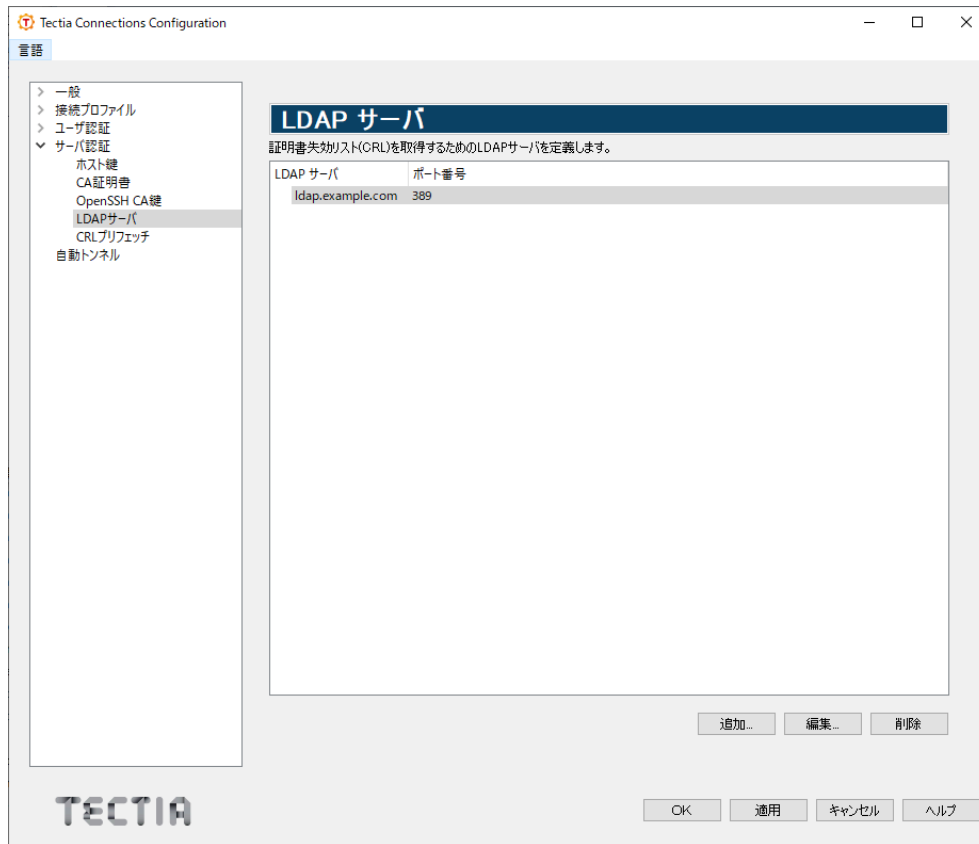 Tectia Connections Configuration
言語
一般
接続プロファイル
ユーザ認証
サーバ認証
ホスト鍵
CA証明書
OpenSSH CA鍵
LDAPサーバ
CRLプリフェッチ
自動トンネル
LDAP サーバ
証明書失効リスト(CRL)を取得するためのLDAPサーバを定義します。
LDAP サーバ ポート番号
ldap.example.com 389
追加... 編集... 削除
TECTIA
OK 適用 キャンセル ヘルプ